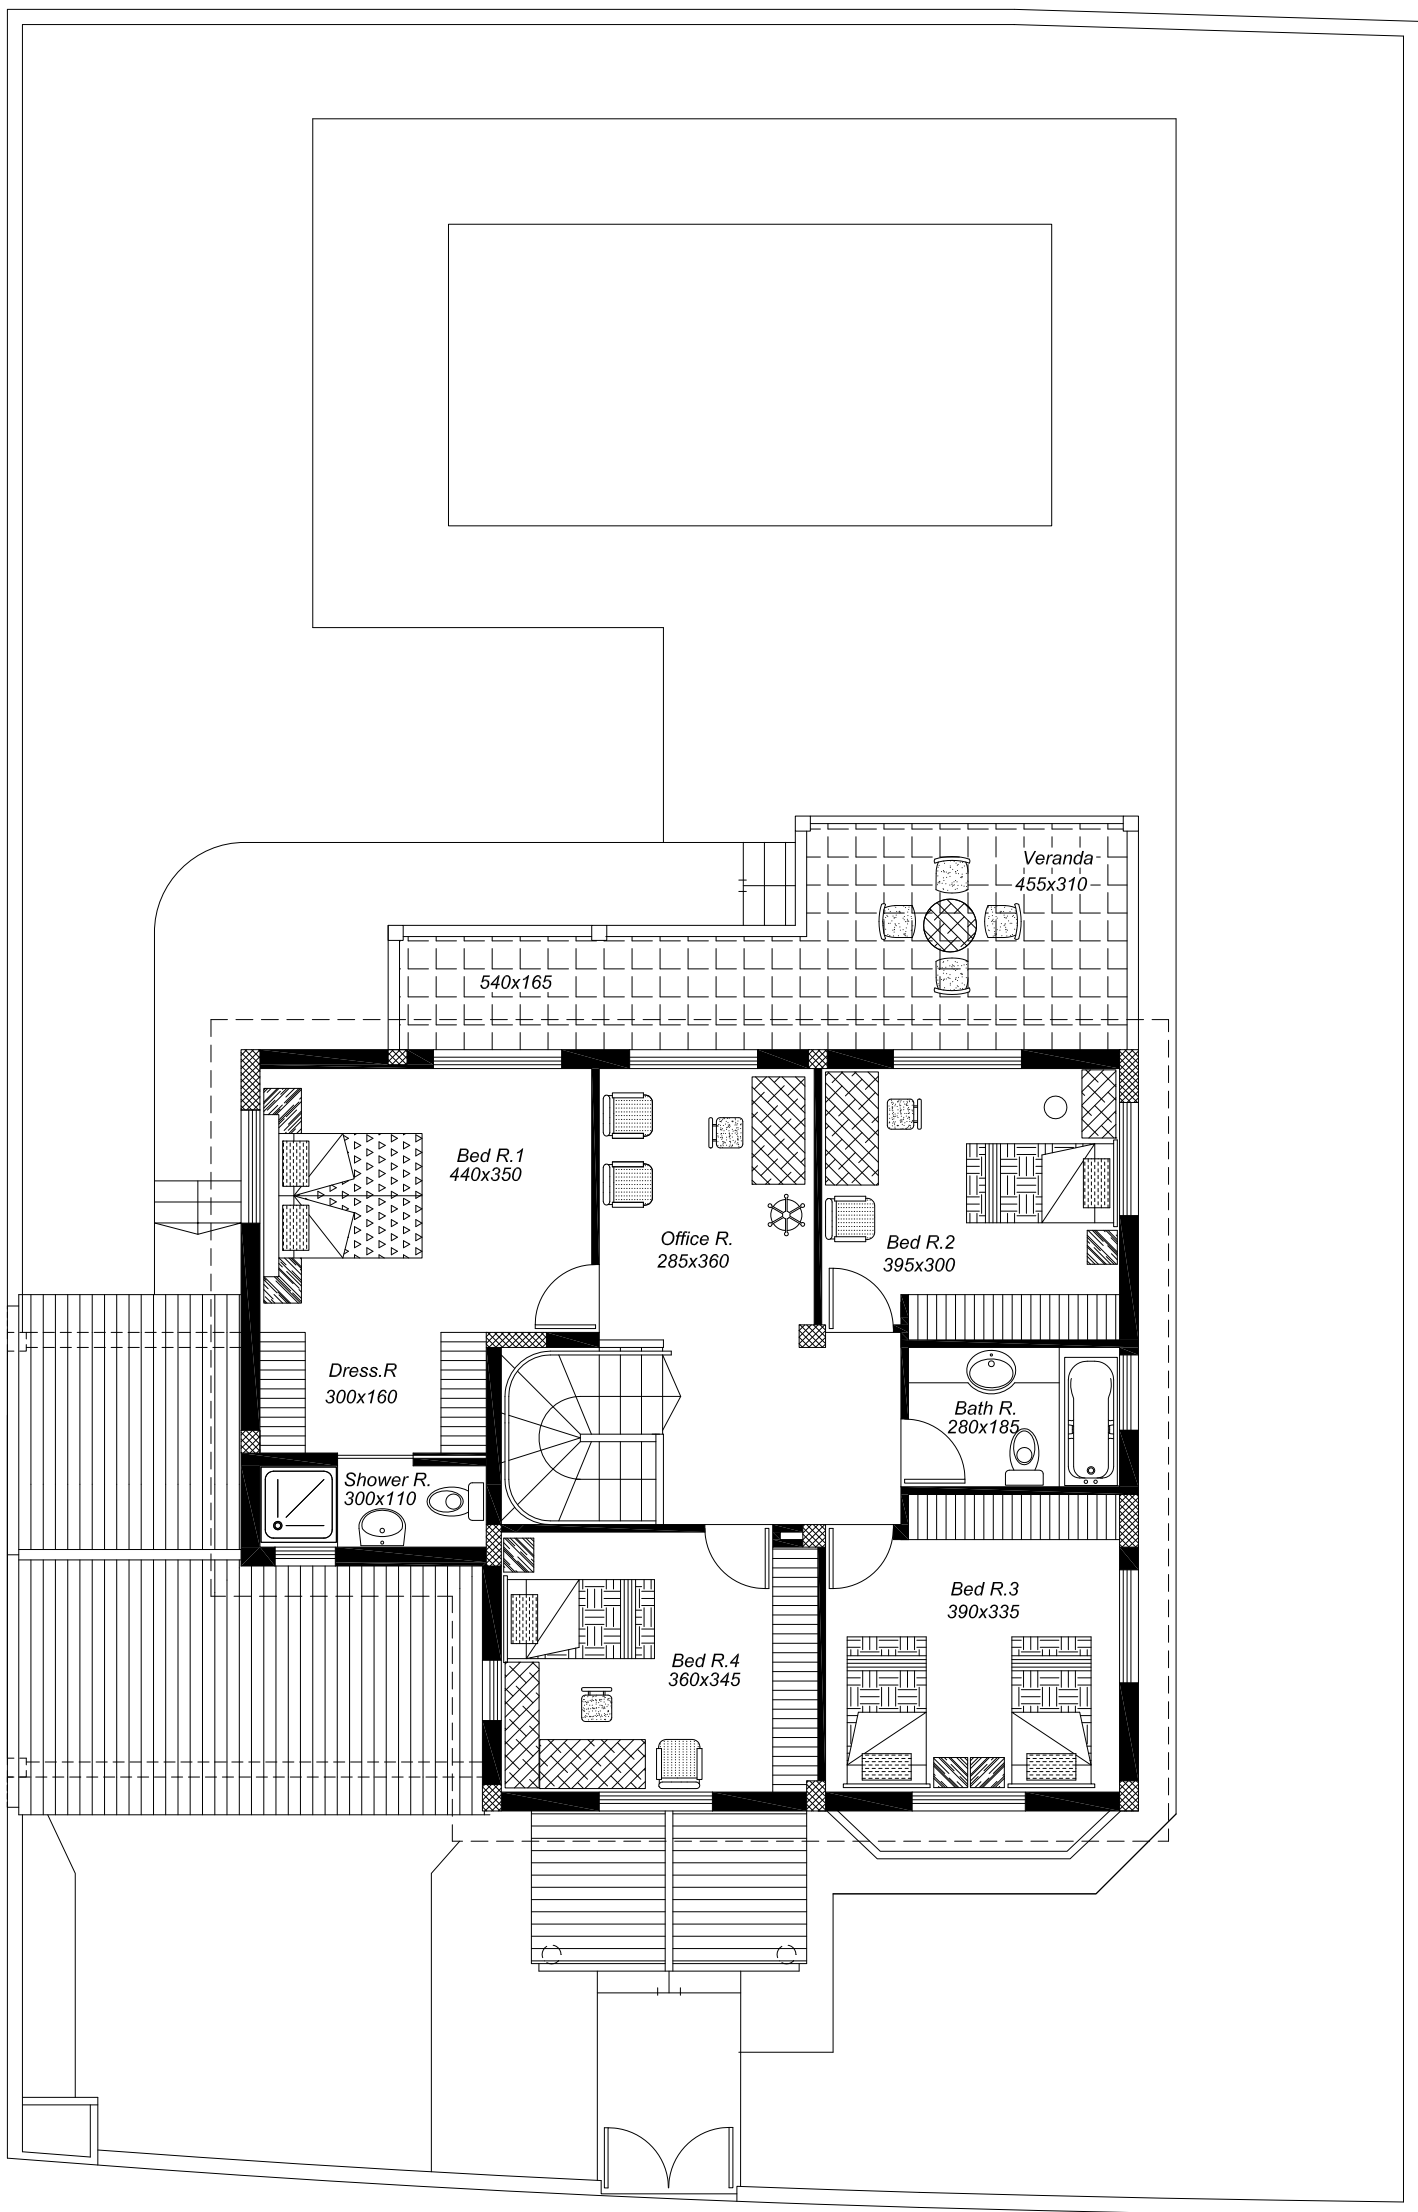 Veranda
455x310
540x165
Bed R.1
440x350
Office R.
285x360
Bed R.2
395x300
Dress.R
300x160
Bath R.
280x185
Shower R.
300x110
Bed R.3
390x335
Bed R.4
360x345